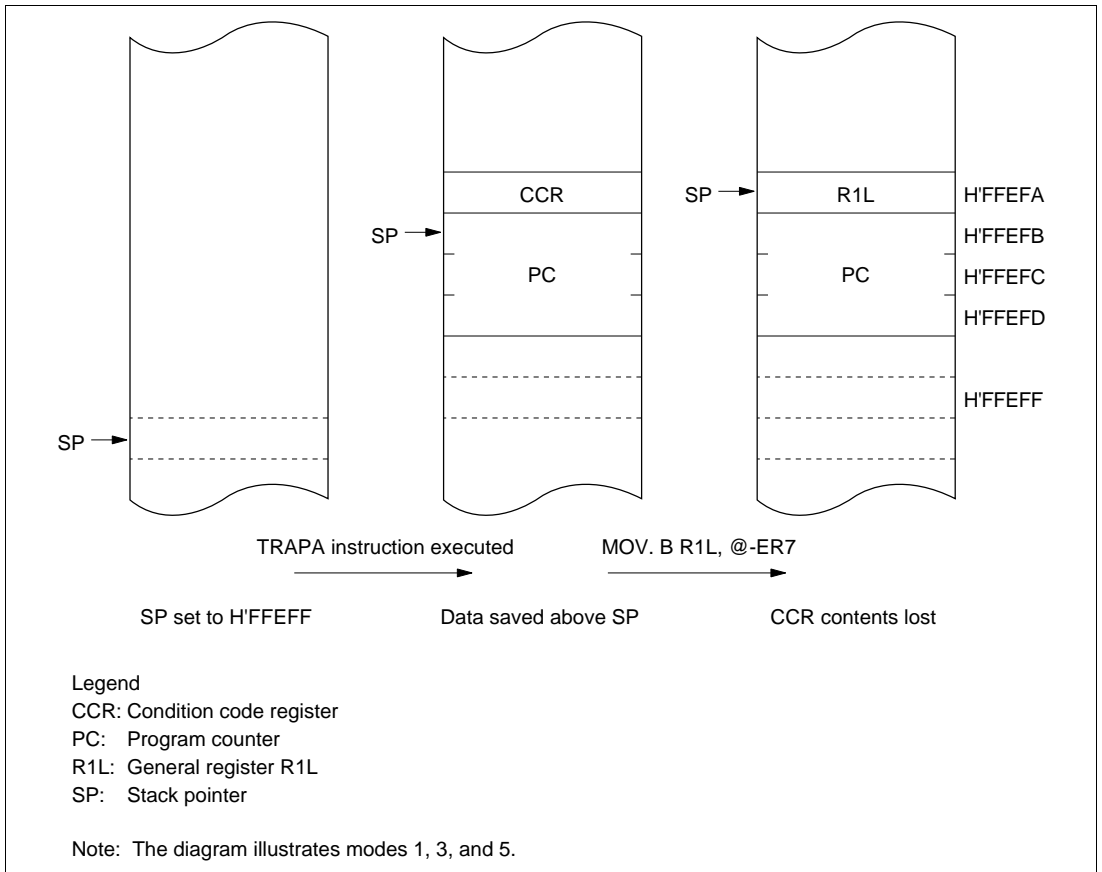 CCR
SP
R1L
H'FFEFA
SP
H'FFEFB
PC
PC
H'FFEFC
H'FFEFD
H'FFEFF
SP
TRAPA instruction executed
MOV. B R1L, @-ER7
SP set to H'FFEFF
Data saved above SP
CCR contents lost
Legend
CCR: Condition code register
PC: Program counter
R1L: General register R1L
SP: Stack pointer
Note: The diagram illustrates modes 1, 3, and 5.